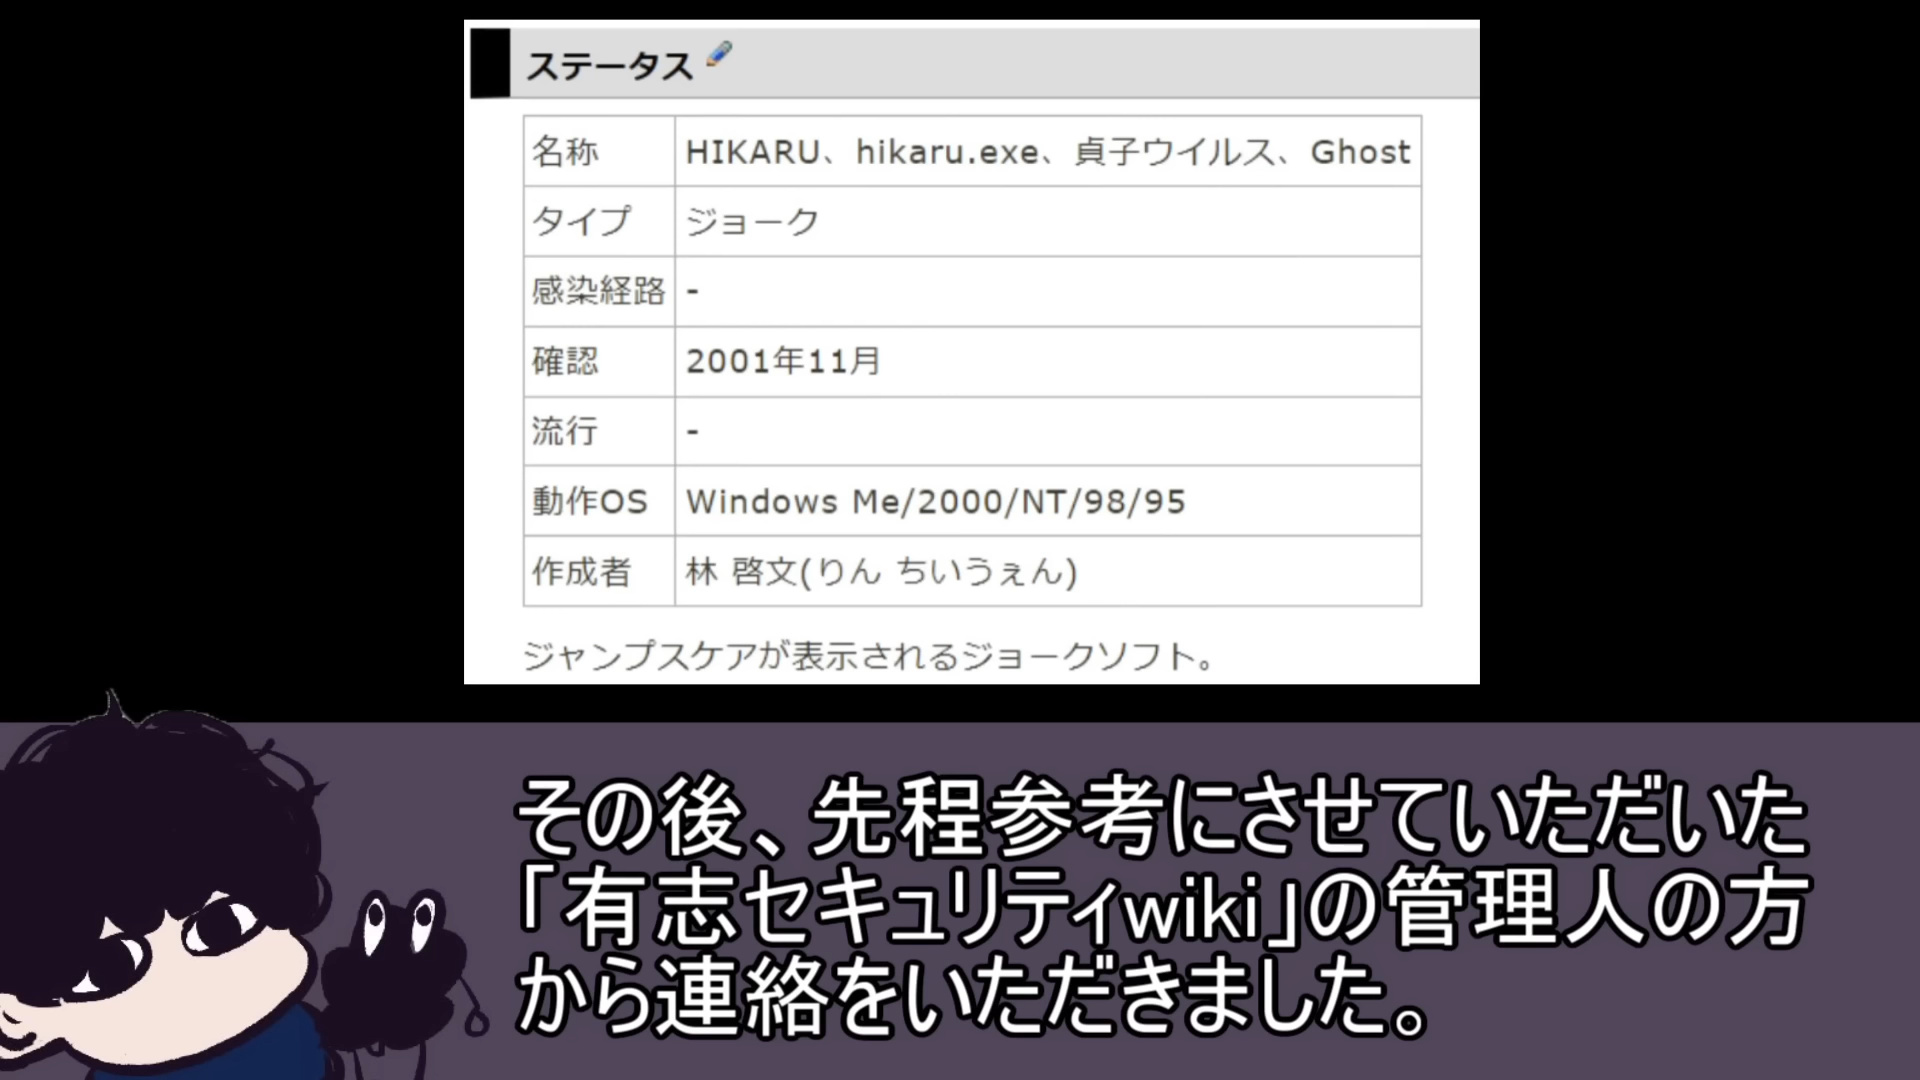 ステータス
名称 HIKARU、hikaru.exe、貞子ウイルス、Ghost
タイプ ジョーク
感染経路 -
確認 2001年11月
流行 -
動作OS Windows Me/2000/NT/98/95
作成者 林 啓文(りん ちいうぇん)
ジャンプスケアが表示されるジョークソフト。
その後、先程参考にさせていただいた
「有志セキュリティwiki」の管理人の方
から連絡をいただきました。